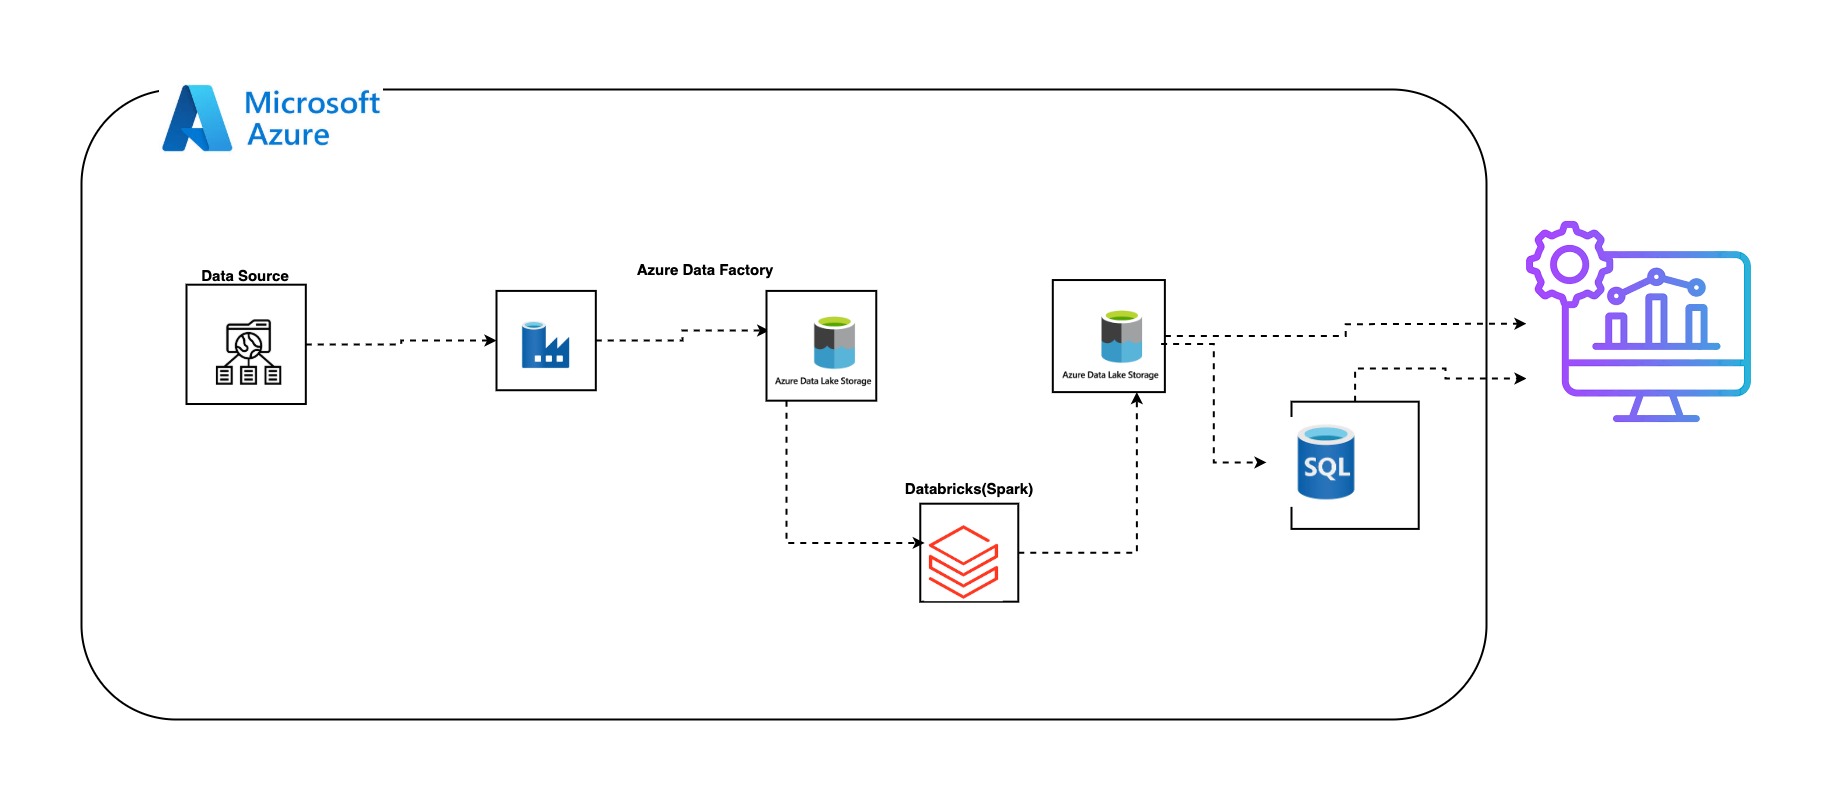 Microsoft
Azure
Data Source
Azure Data Factory
Azure Data Lake Storage
Azure Data Lake Storage
SQL
Databricks(Spark)